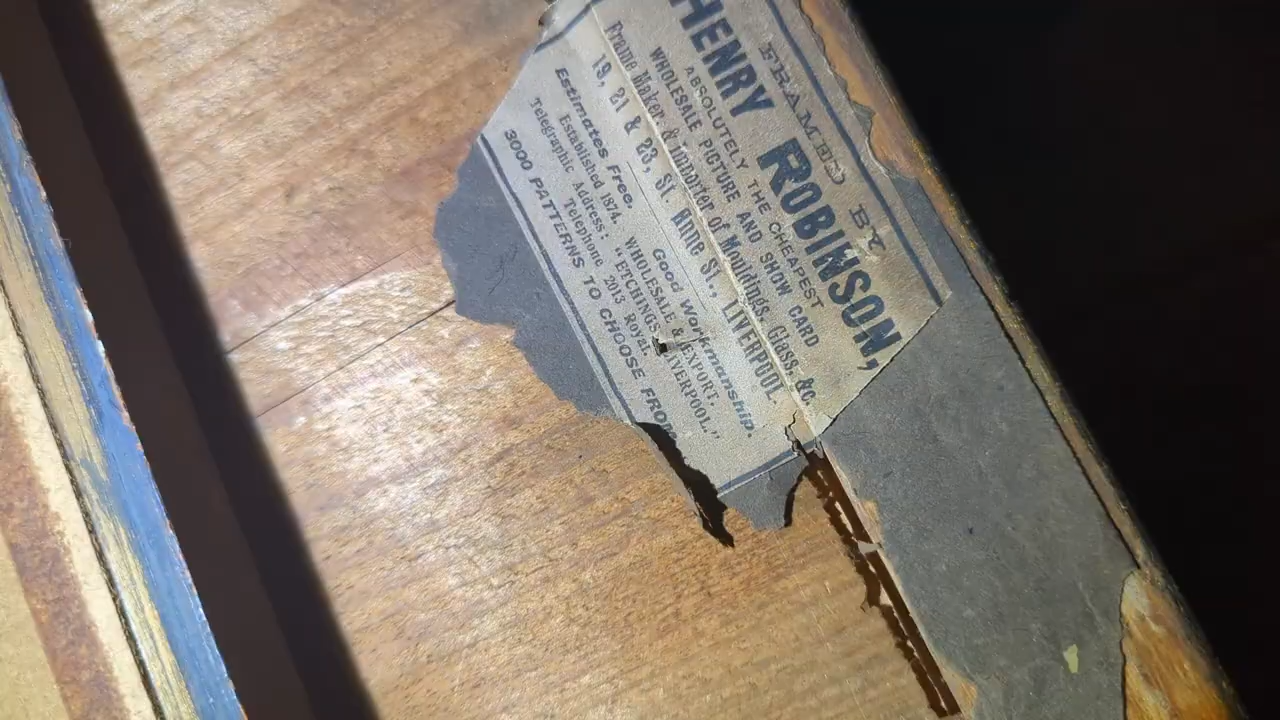 FRAMED BY
HENRY ROBINSON,
ABSOLUTELY THE CHEAPEST
WHOLESALE PICTURE AND SHOW CARD
Frame Maker & Importer of Mouldings, Glass, &c.
19, 21 & 23, St. Anne St., LIVERPOOL.
Estimates Free. Good Workmanship.
Established 1874. WHOLESALE & EXPORT.
Telegraphic Address: "ETCHINGS, LIVERPOOL."
Telephone 2013 Royal.
3000 PATTERNS TO CHOOSE FROM